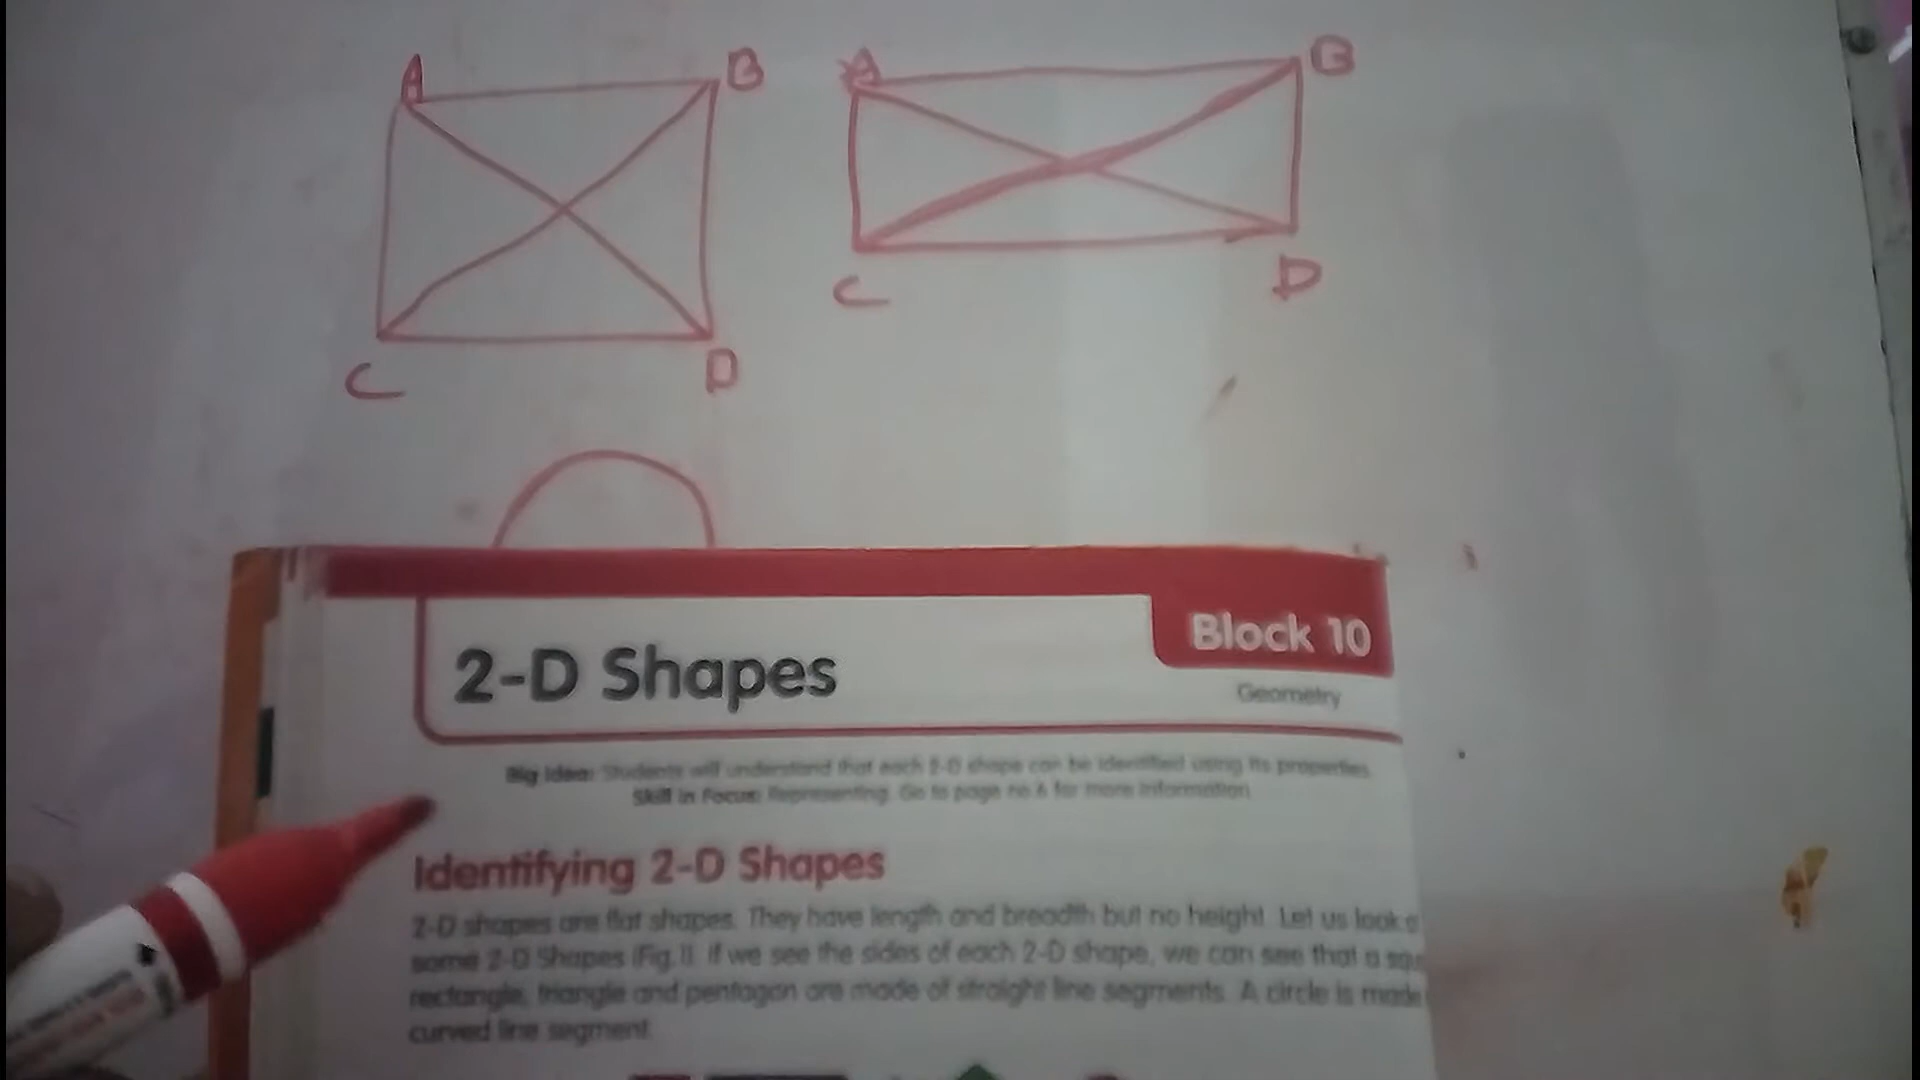 A B A B
C D C D
Block 10
2-D Shapes
Geometry
Big Idea: Students will understand that each 2-D shape can be identified using its properties.
Skill in Focus: Representing. Go to page no 6 for more information
Identifying 2-D Shapes
2-D shapes are flat shapes. They have length and breadth but no height. Let us look
some 2-D Shapes (Fig.1). If we see the sides of each 2-D shape, we can see that a
rectangle, triangle and pentagon are made of straight line segments. A circle is made
curved line segment.